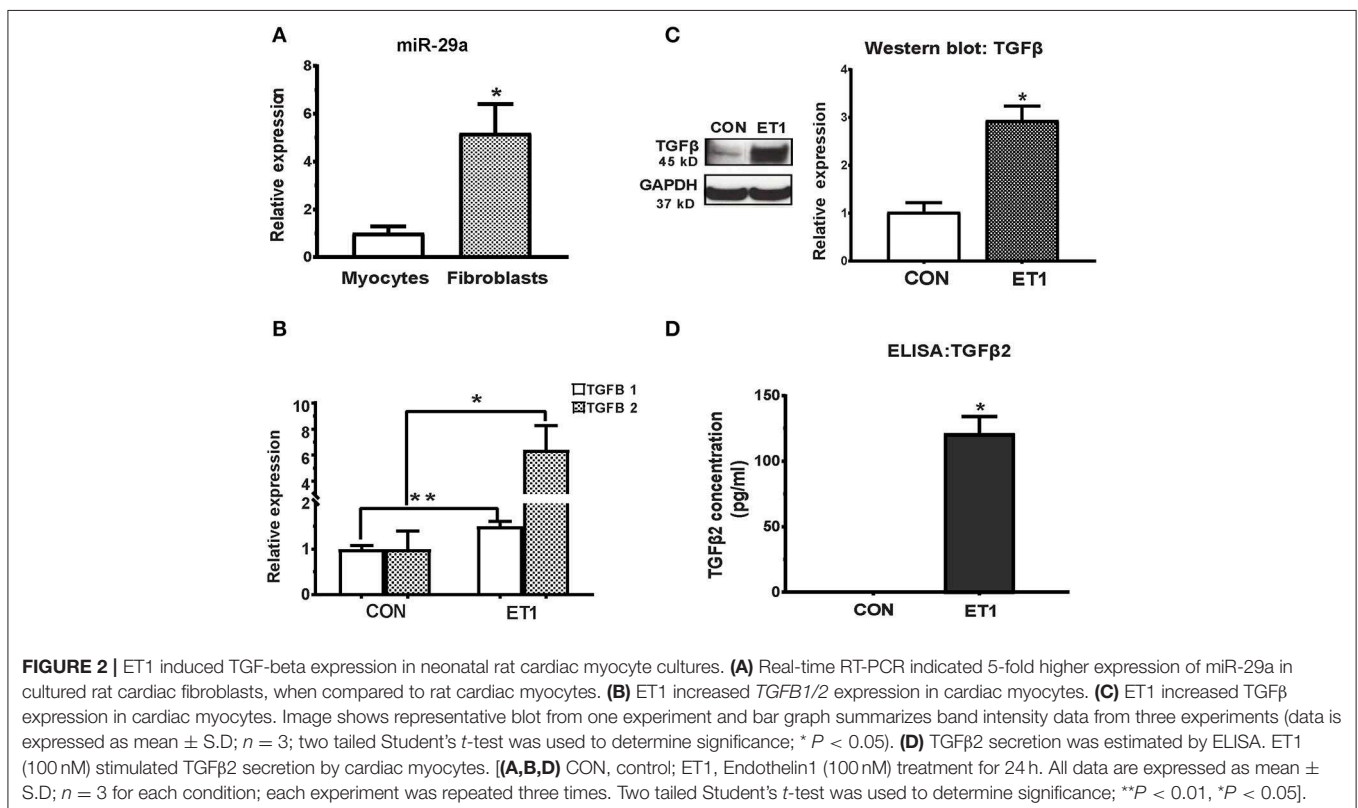 A
miR-29a
Relative expression
8
6
4
2
0
*
Myocytes Fibroblasts
C
Western blot: TGFβ
CON ET1
TGFβ
45 kD
GAPDH
37 kD
Relative expression
4
3
2
1
0
*
CON ET1
B
TGFB 1
TGFB 2
Relative expression
10
8
6
4
2
1
0
*
**
CON ET1
D
ELISA:TGFβ2
TGFβ2 concentration
(pg/ml)
150
100
50
0
*
CON ET1
FIGURE 2 | ET1 induced TGF-beta expression in neonatal rat cardiac myocyte cultures. (A) Real-time RT-PCR indicated 5-fold higher expression of miR-29a in
cultured rat cardiac fibroblasts, when compared to rat cardiac myocytes. (B) ET1 increased TGFB1/2 expression in cardiac myocytes. (C) ET1 increased TGFβ
expression in cardiac myocytes. Image shows representative blot from one experiment and bar graph summarizes band intensity data from three experiments (data is
expressed as mean ± S.D; n = 3; two tailed Student's t-test was used to determine significance; * P < 0.05). (D) TGFβ2 secretion was estimated by ELISA. ET1
(100 nM) stimulated TGFβ2 secretion by cardiac myocytes. [(A,B,D) CON, control; ET1, Endothelin1 (100 nM) treatment for 24 h. All data are expressed as mean ±
S.D; n = 3 for each condition; each experiment was repeated three times. Two tailed Student's t-test was used to determine significance; **P < 0.01, *P < 0.05].